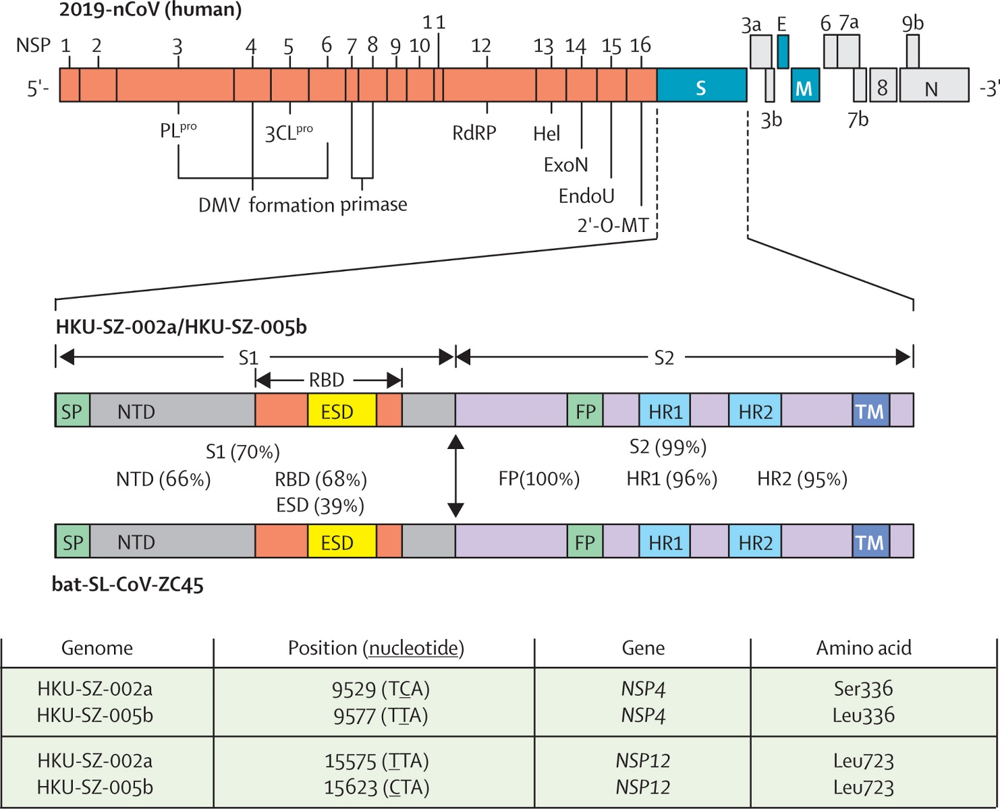 2019-nCoV (human)
NSP 1 2 3 4 5 6 7 8 9 10 11 12 13 14 15 16 3a E 6 7a 9b
5'- S M 8 N -3'
3b 7b
PLpro 3CLpro RdRP Hel
ExoN
EndoU
DMV formation primase
2'-O-MT
HKU-SZ-002a/HKU-SZ-005b
S1 S2
RBD
SP NTD ESD FP HR1 HR2 TM
S1 (70%) S2 (99%)
NTD (66%) RBD (68%) FP(100%) HR1 (96%) HR2 (95%)
ESD (39%)
SP NTD ESD FP HR1 HR2 TM
bat-SL-CoV-ZC45
Genome Position (nucleotide) Gene Amino acid
HKU-SZ-002a 9529 (TCA) NSP4 Ser336
HKU-SZ-005b 9577 (TTA) NSP4 Leu336
HKU-SZ-002a 15575 (TTA) NSP12 Leu723
HKU-SZ-005b 15623 (CTA) NSP12 Leu723